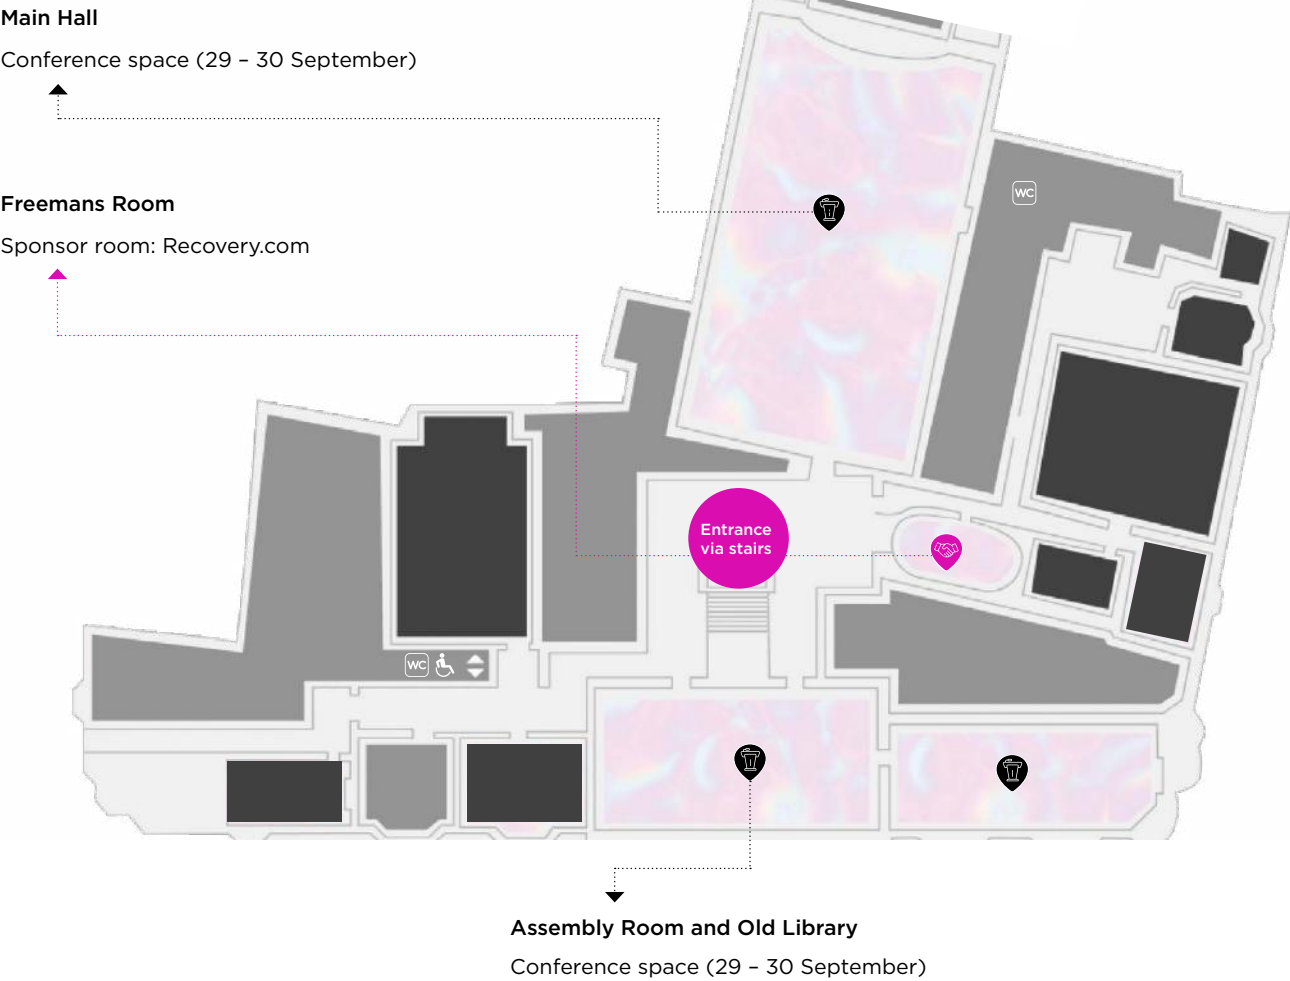 Main Hall
Conference space (29 – 30 September)
Freemans Room
Sponsor room: Recovery.com
WC
Entrance
via stairs
WC
Assembly Room and Old Library
Conference space (29 – 30 September)